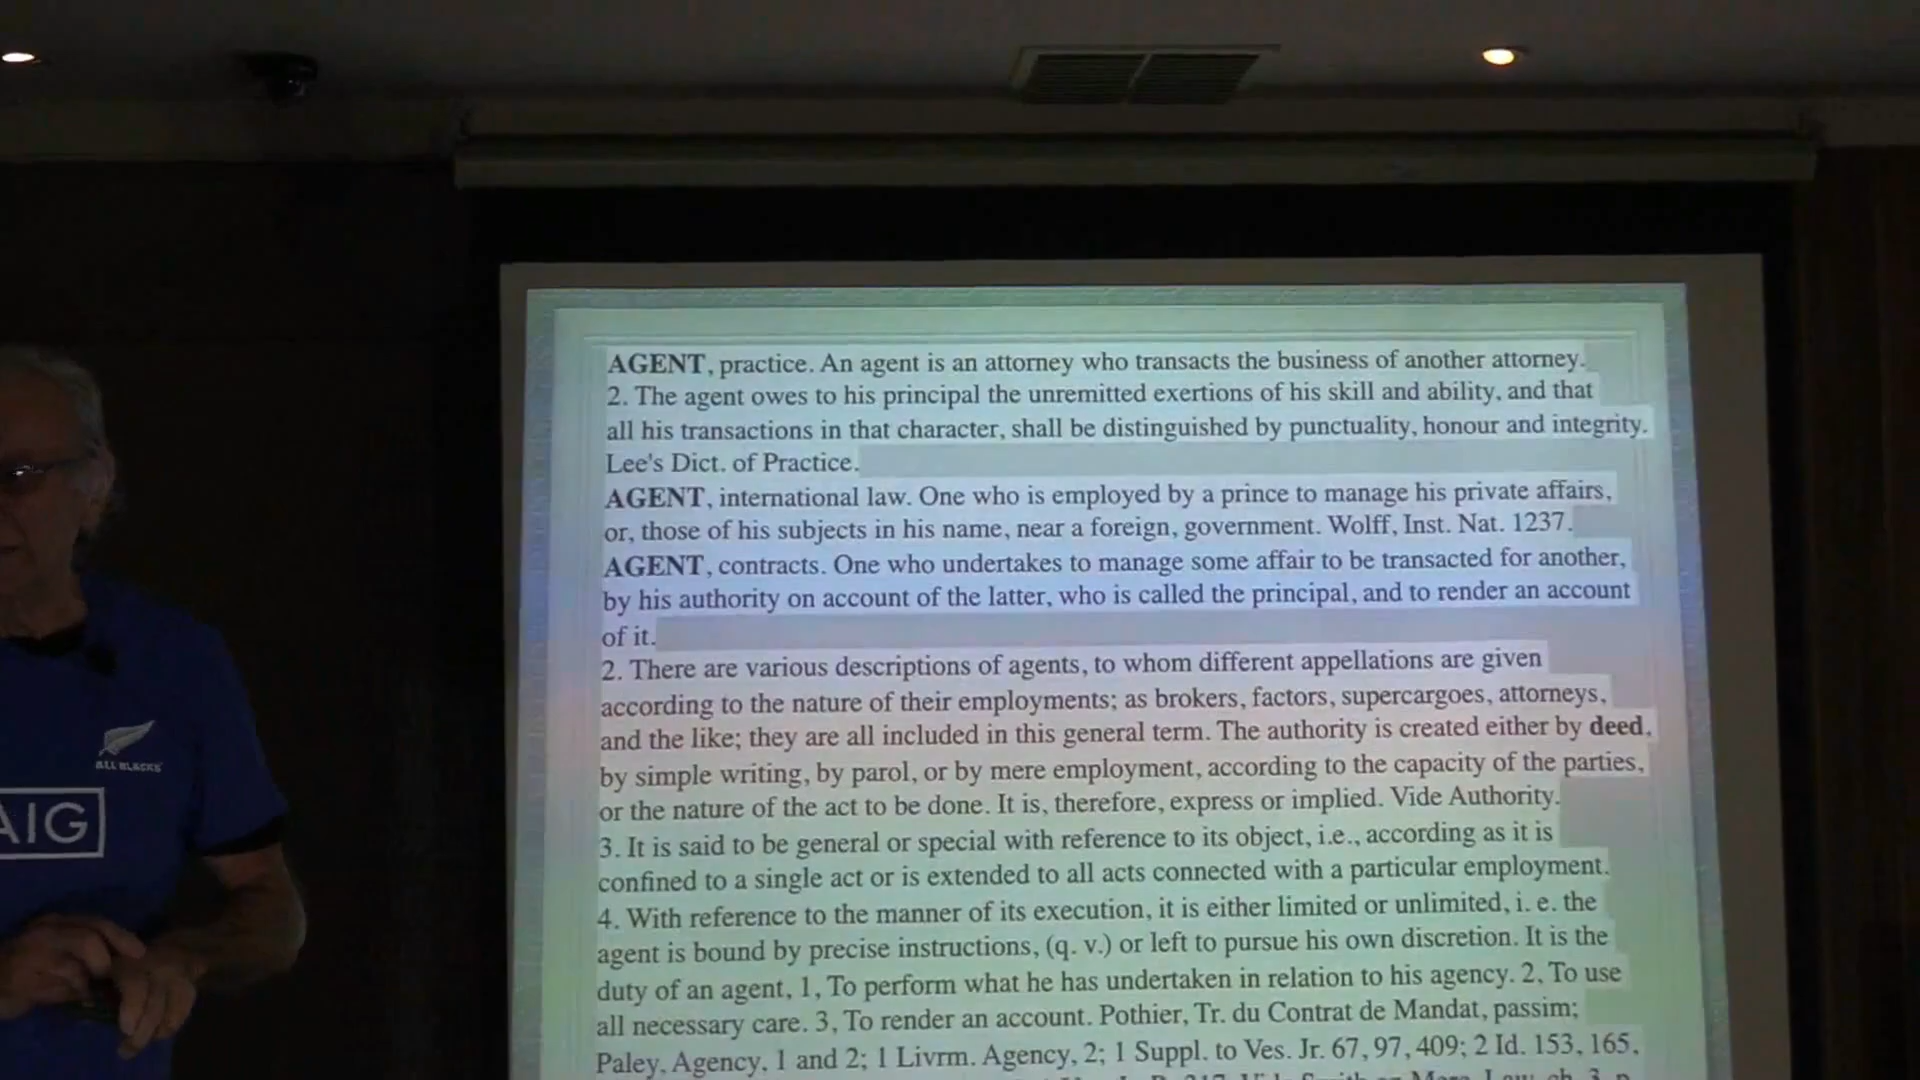 AGENT, practice. An agent is an attorney who transacts the business of another attorney.
2. The agent owes to his principal the unremitted exertions of his skill and ability, and that
all his transactions in that character, shall be distinguished by punctuality, honour and integrity.
Lee's Dict. of Practice.
AGENT, international law. One who is employed by a prince to manage his private affairs,
or, those of his subjects in his name, near a foreign, government. Wolff, Inst. Nat. 1237.
AGENT, contracts. One who undertakes to manage some affair to be transacted for another,
by his authority on account of the latter, who is called the principal, and to render an account
of it.
2. There are various descriptions of agents, to whom different appellations are given
according to the nature of their employments; as brokers, factors, supercargoes, attorneys,
and the like; they are all included in this general term. The authority is created either by deed,
by simple writing, by parol, or by mere employment, according to the capacity of the parties,
or the nature of the act to be done. It is, therefore, express or implied. Vide Authority.
3. It is said to be general or special with reference to its object, i.e., according as it is
confined to a single act or is extended to all acts connected with a particular employment.
4. With reference to the manner of its execution, it is either limited or unlimited, i. e. the
agent is bound by precise instructions, (q. v.) or left to pursue his own discretion. It is the
duty of an agent, 1, To perform what he has undertaken in relation to his agency. 2, To use
all necessary care. 3, To render an account. Pothier, Tr. du Contrat de Mandat, passim;
Paley, Agency, 1 and 2; 1 Livrm. Agency, 2; 1 Suppl. to Ves. Jr. 67, 97, 409; 2 Id. 153, 165,
ALL BLACKS
AIG